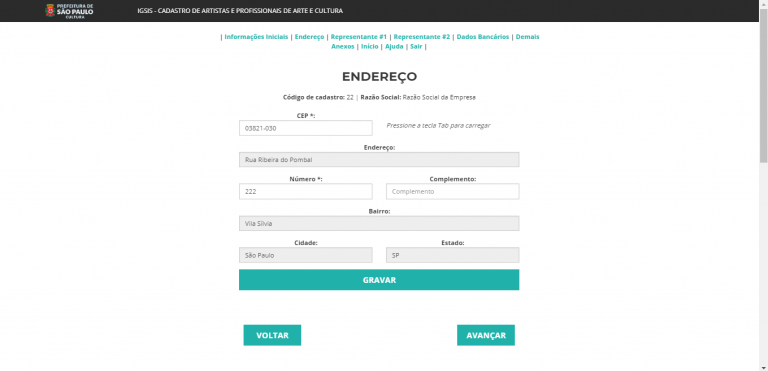 PREFEITURA DE
SÃO PAULO
CULTURA
IGSIS - CADASTRO DE ARTISTAS E PROFISSIONAIS DE ARTE E CULTURA
| Informações Iniciais | Endereço | Representante #1 | Representante #2 | Dados Bancários | Demais
Anexos | Início | Ajuda | Sair |
ENDEREÇO
Código de cadastro: 22 | Razão Social: Razão Social da Empresa
CEP *:
03821-030
Pressione a tecla Tab para carregar
Endereço:
Rua Ribeira do Pombal
Número *:
Complemento:
222
Complemento
Bairro:
Vila Sílvia
Cidade:
Estado:
São Paulo
SP
GRAVAR
VOLTAR
AVANÇAR